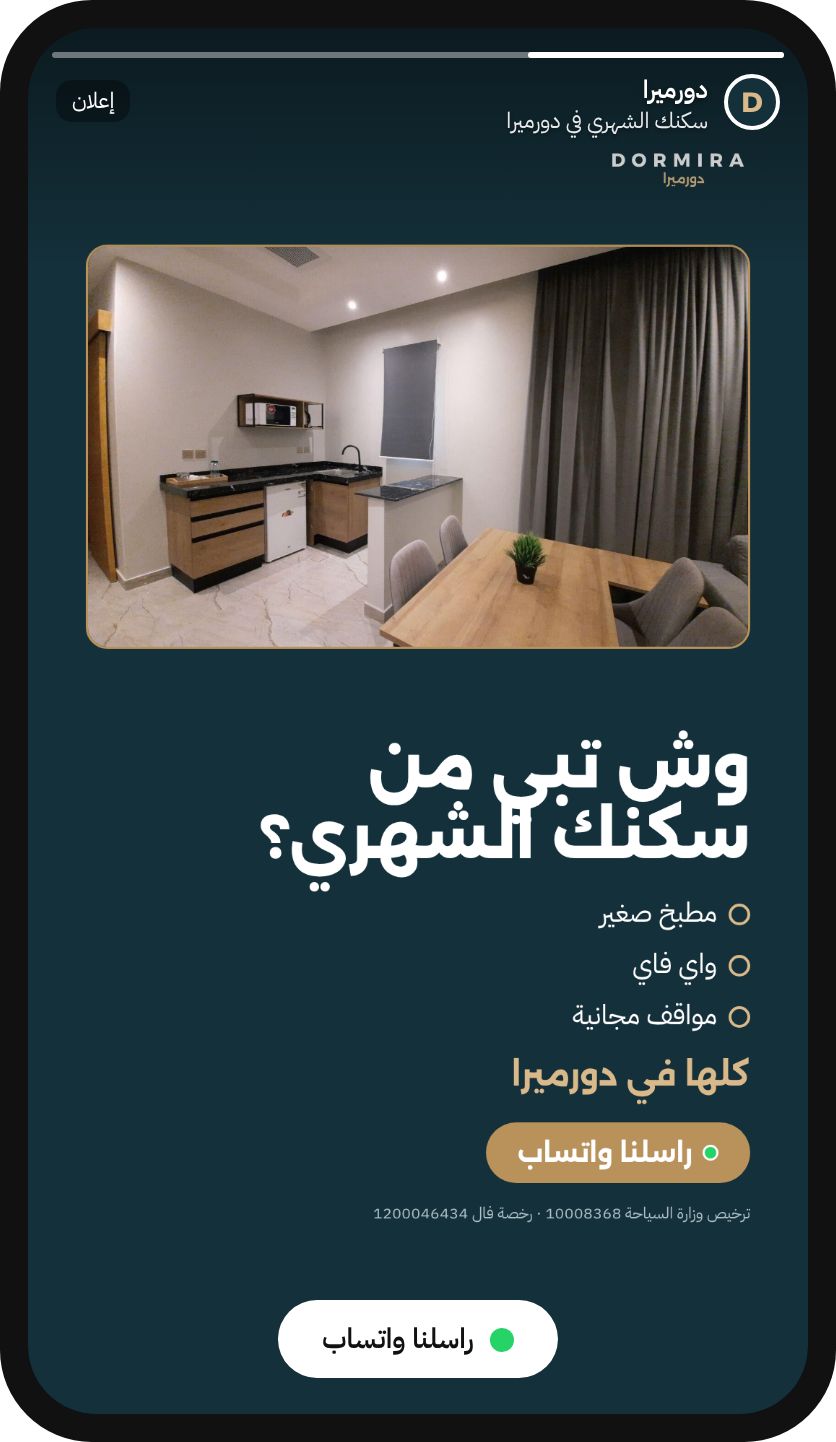 دورميرا
سكنك الشهري في دورميرا
إعلان
D
DORMIRA
دورميرا
وش تبي من
سكنك الشهري؟
مطبخ صغير
واي فاي
مواقف مجانية
كلها في دورميرا
راسلنا واتساب
ترخيص وزارة السياحة 10008368 · رخصة فال 1200046434
راسلنا واتساب